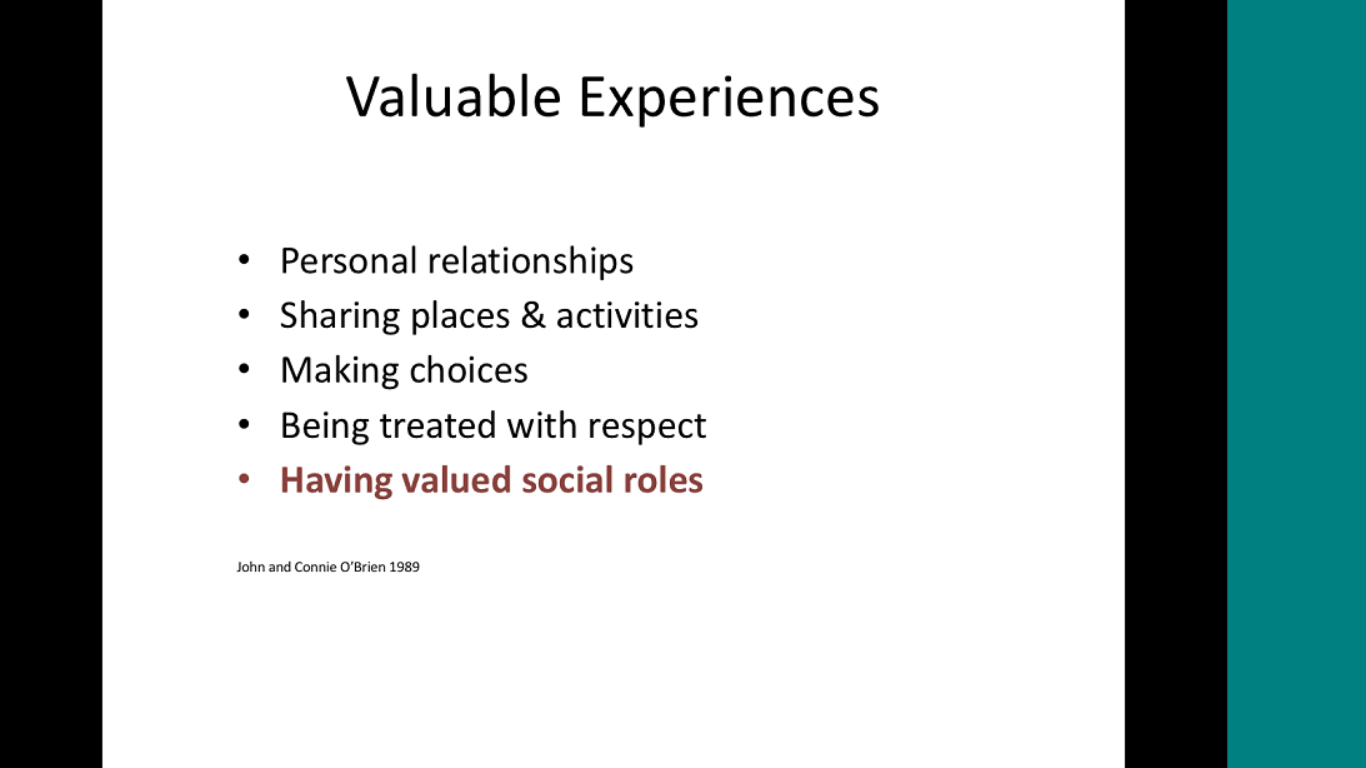 Valuable Experiences
• Personal relationships
• Sharing places & activities
• Making choices
• Being treated with respect
• Having valued social roles
John and Connie O’Brien 1989